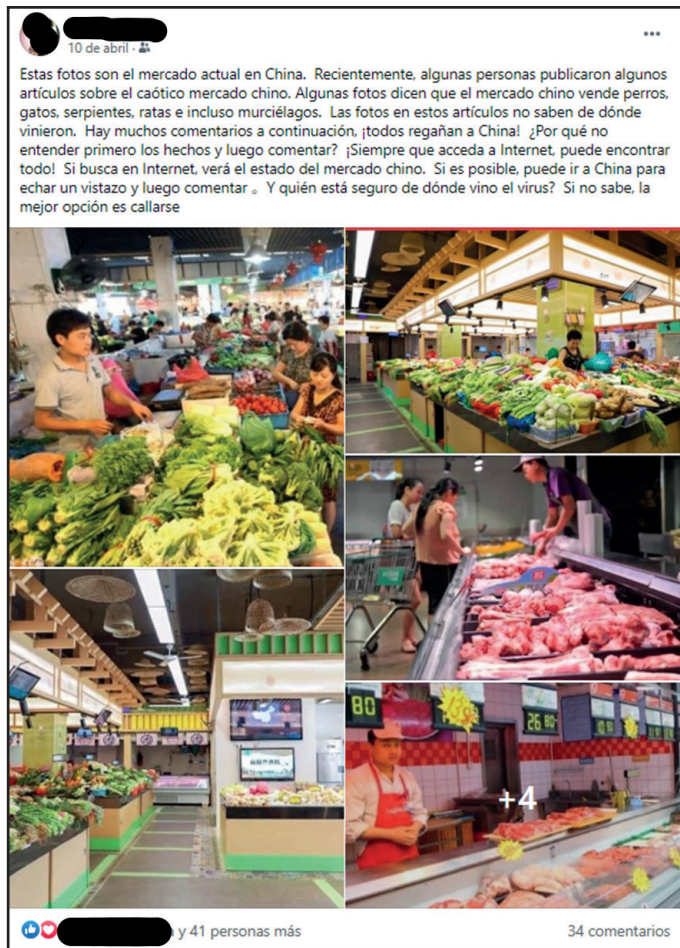 10 de abril ·
Estas fotos son el mercado actual en China.  Recientemente, algunas personas publicaron algunos
artículos sobre el caótico mercado chino. Algunas fotos dicen que el mercado chino vende perros,
gatos, serpientes, ratas e incluso murciélagos.  Las fotos en estos artículos no saben de dónde
vinieron.  Hay muchos comentarios a continuación, ¡todos regañan a China!  ¿Por qué no
entender primero los hechos y luego comentar?  ¡Siempre que acceda a Internet, puede encontrar
todo!  Si busca en Internet, verá el estado del mercado chino.  Si es posible, puede ir a China para
echar un vistazo y luego comentar 。 Y quién está seguro de dónde vino el virus?  Si no sabe, la
mejor opción es callarse
80
26.80
+4
y 41 personas más
34 comentarios